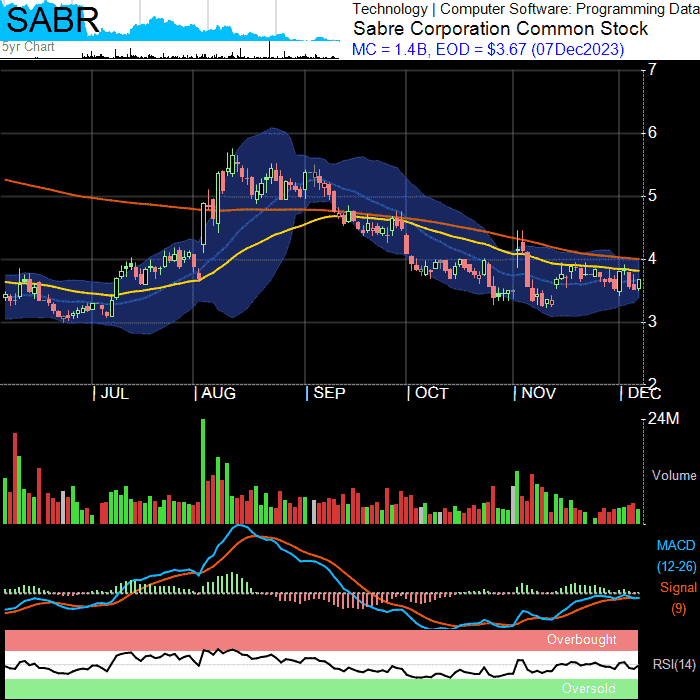 SABR
5yr Chart
Technology | Computer Software: Programming Data
Sabre Corporation Common Stock
MC = 1.4B, EOD = $3.67 (07Dec2023)
7
6
5
4
3
2
JUL AUG SEP OCT NOV DEC
24M
Volume
MACD
(12-26)
Signal
(9)
Overbought
RSI(14)
Oversold